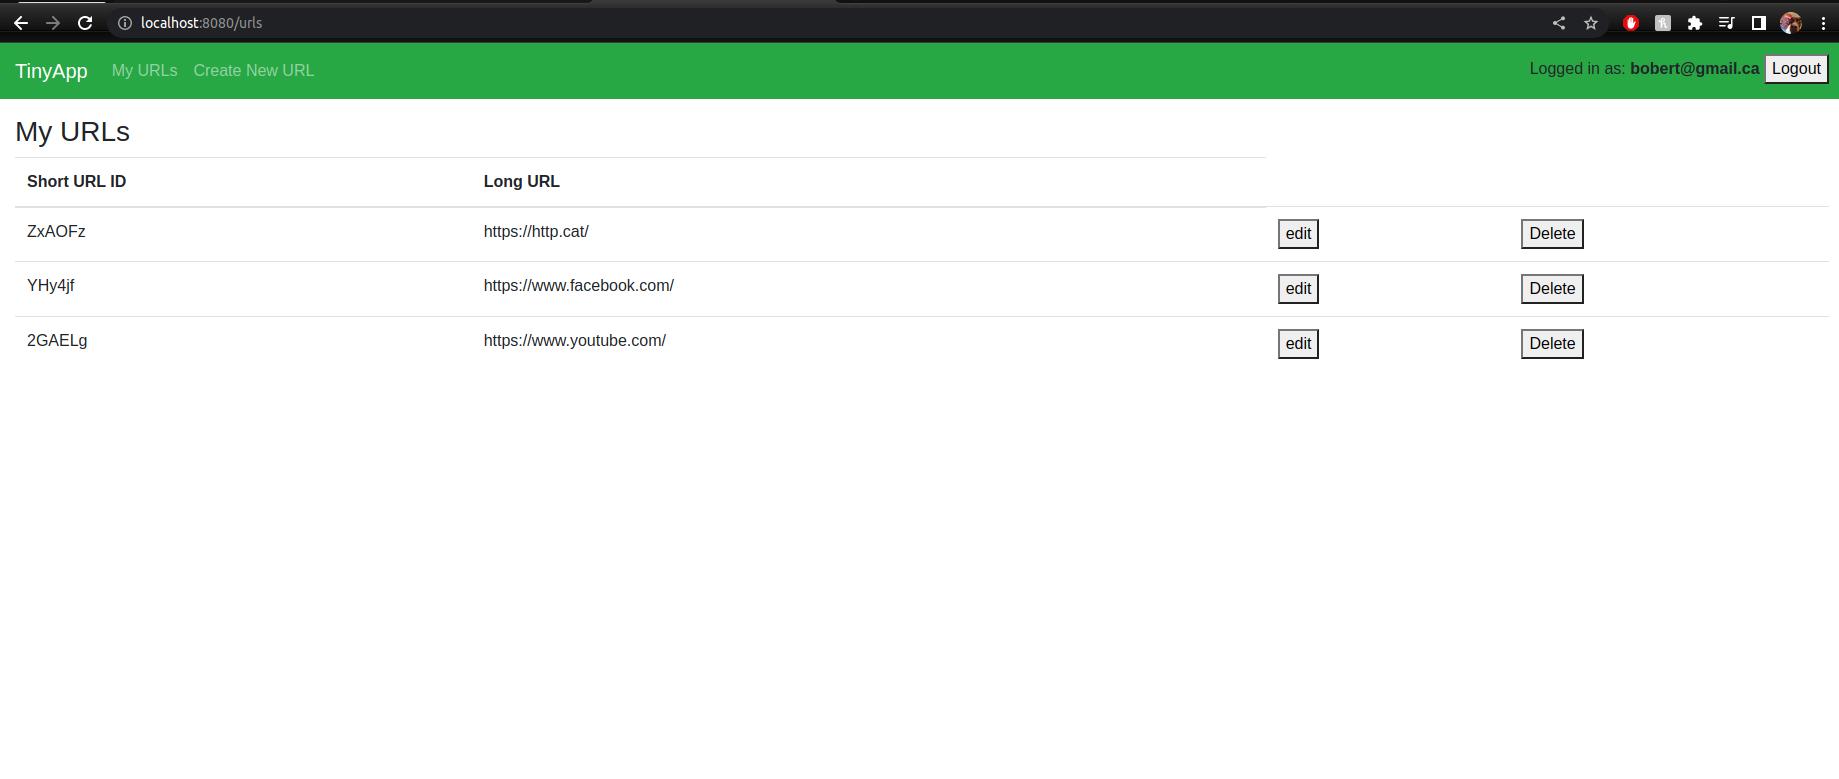 localhost:8080/urls
TinyApp My URLs Create New URL Logged in as: bobert@gmail.ca Logout
My URLs
Short URL ID Long URL
ZxAOFz https://http.cat/ edit Delete
YHy4jf https://www.facebook.com/ edit Delete
2GAELg https://www.youtube.com/ edit Delete